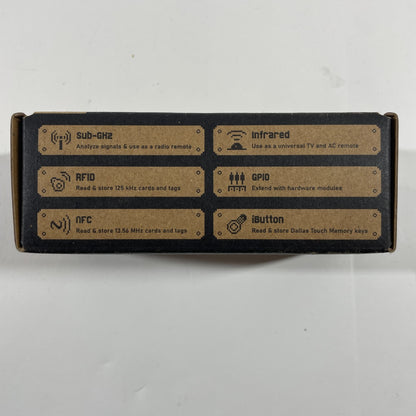 Sub-GHz
Analyze signals & use as a radio remote
Infrared
Use as a universal TV and AC remote
RFID
Read & store 125 kHz cards and tags
GPIO
Extend with hardware modules
NFC
Read & store 13.56 MHz cards and tags
iButton
Read & store Dallas Touch Memory keys